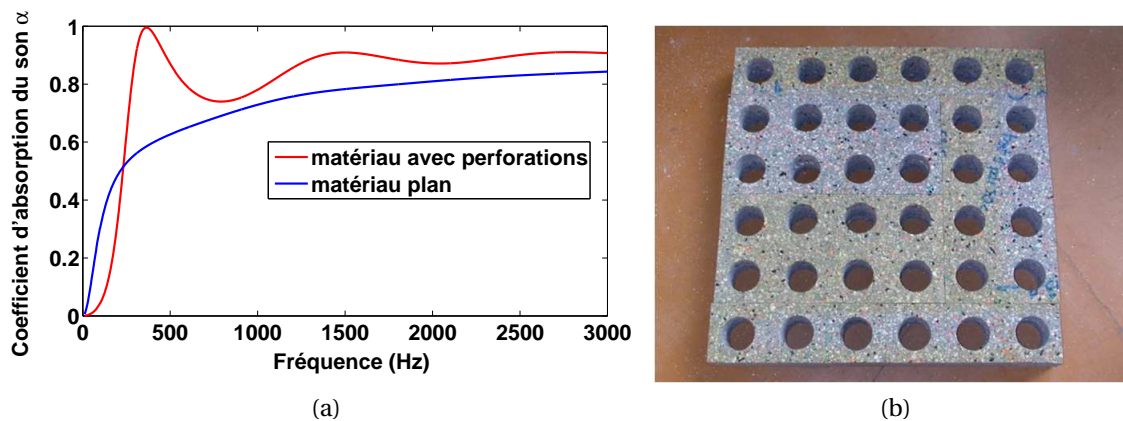 Coefficient d'absorption du son α
1
0.8
0.6
0.4
0.2
0
matériau avec perforations
matériau plan
0 500 1000 1500 2000 2500 3000
Fréquence (Hz)
(a)
(b)